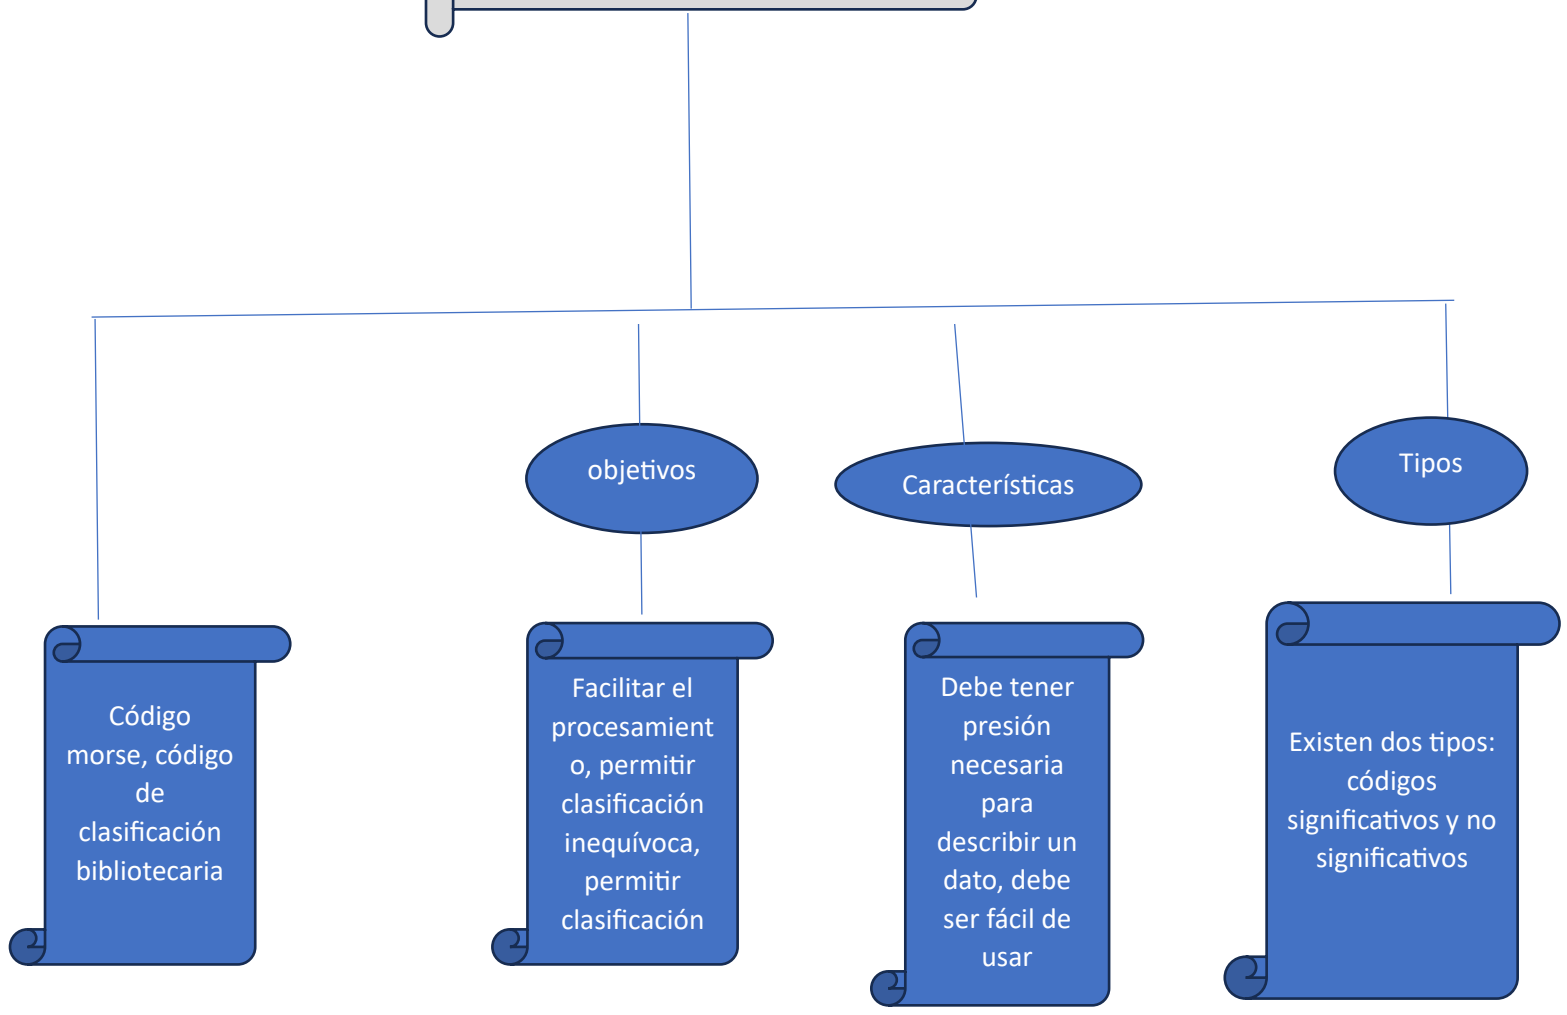 objetivos
Características
Tipos
Código
morse, código
de
clasificación
bibliotecaria
Facilitar el
procesamient
o, permitir
clasificación
inequívoca,
permitir
clasificación
Debe tener
presión
necesaria
para
describir un
dato, debe
ser fácil de
usar
Existen dos tipos:
códigos
significativos y no
significativos